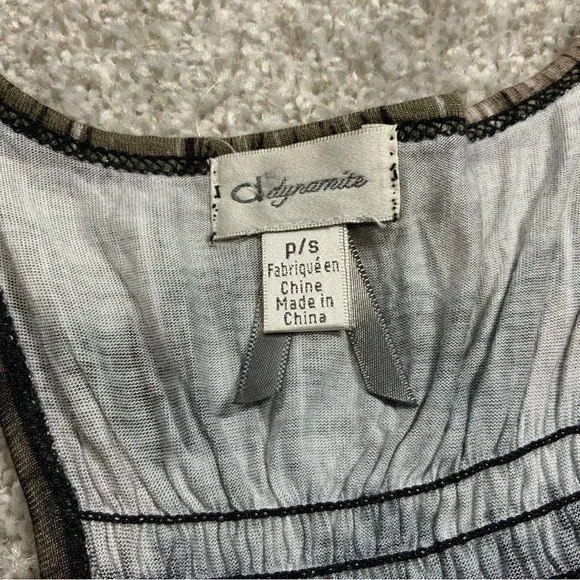 d dynamite
p/s
Fabriqué en
Chine
Made in
China